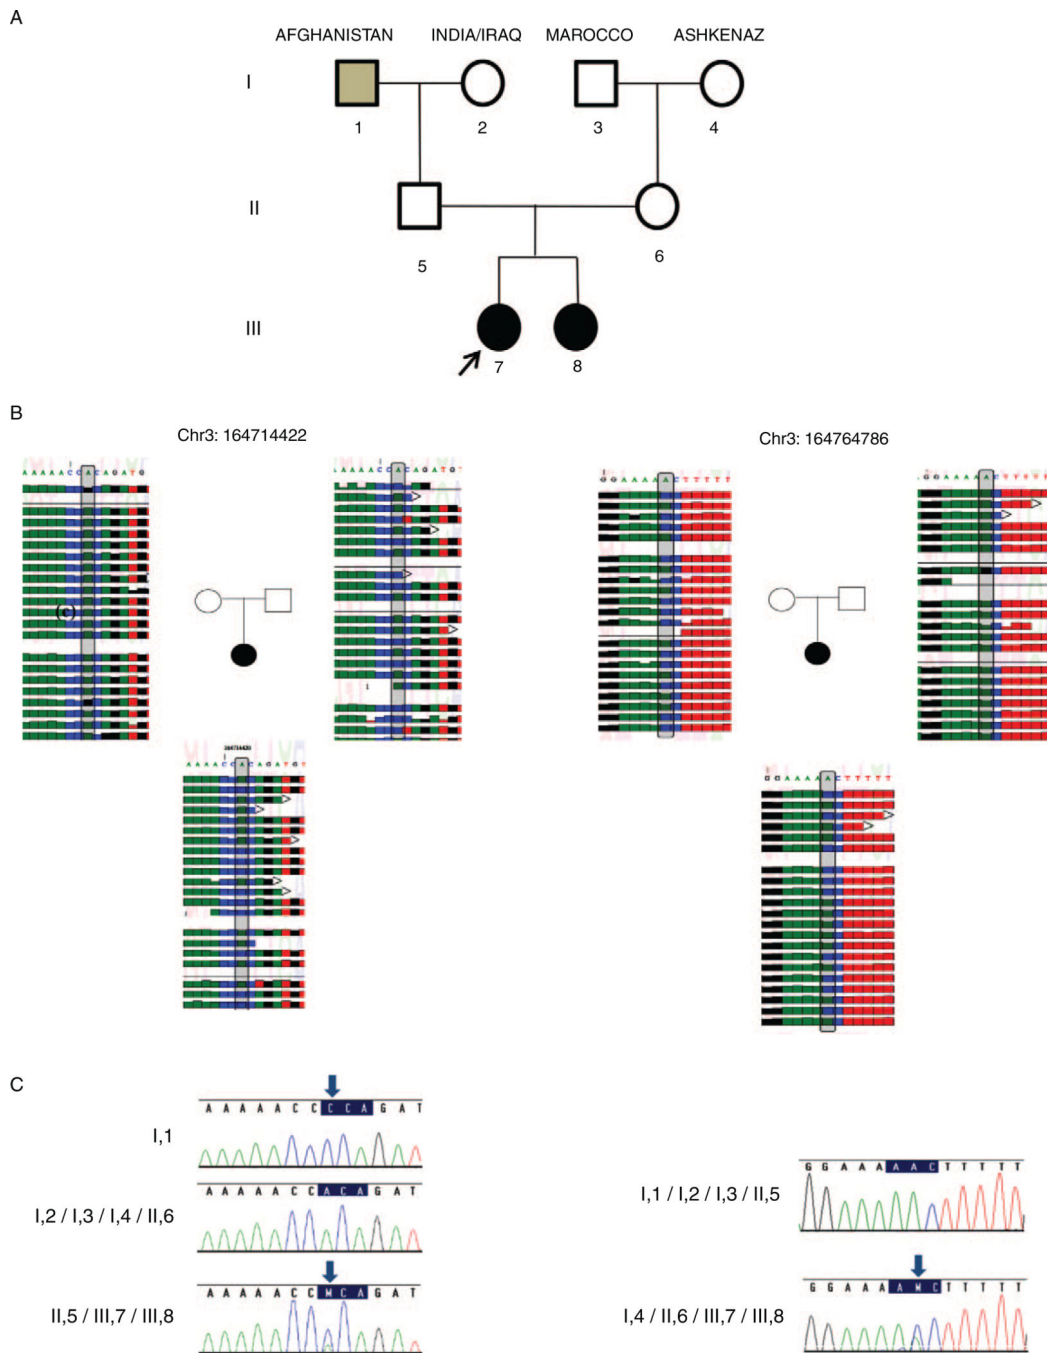 A
AFGHANISTAN INDIA/IRAQ MAROCCO ASHKENAZ
I
1 2 3 4
II
5 6
III
7 8
B
Chr3: 164714422
Chr3: 164764786
A A A A A C C A C A G A T G
A A A A C C A C A G A T G
G G A A A A A C T T T T T
G G A A A A A C T T T T
(c)
164714420
A A A A C C A C A G A T G T
G G A A A A A C T T T T T
C
A A A A A C C C C A G A T
I,1
A A A A A C C A C A G A T
I,2 / I,3 / I,4 / II,6
A A A A A C C M C A G A T
II,5 / III,7 / III,8
G G A A A A A C T T T T T
I,1 / I,2 / I,3 / II,5
G G A A A A M C T T T T T
I,4 / II,6 / III,7 / III,8